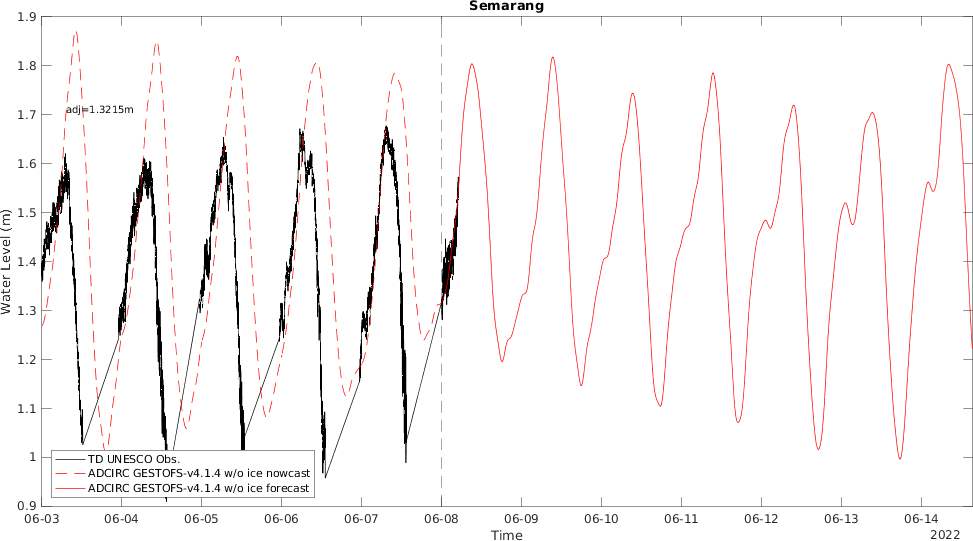 Semarang
1.9
1.8
1.7
1.6
1.5
1.4
1.3
1.2
1.1
1
0.9
Water Level (m)
adj=1.3215m
TD UNESCO Obs.
ADCIRC GESTOFS-v4.1.4 w/o ice nowcast
ADCIRC GESTOFS-v4.1.4 w/o ice forecast
06-03 06-04 06-05 06-06 06-07 06-08 06-09 06-10 06-11 06-12 06-13 06-14
Time
2022